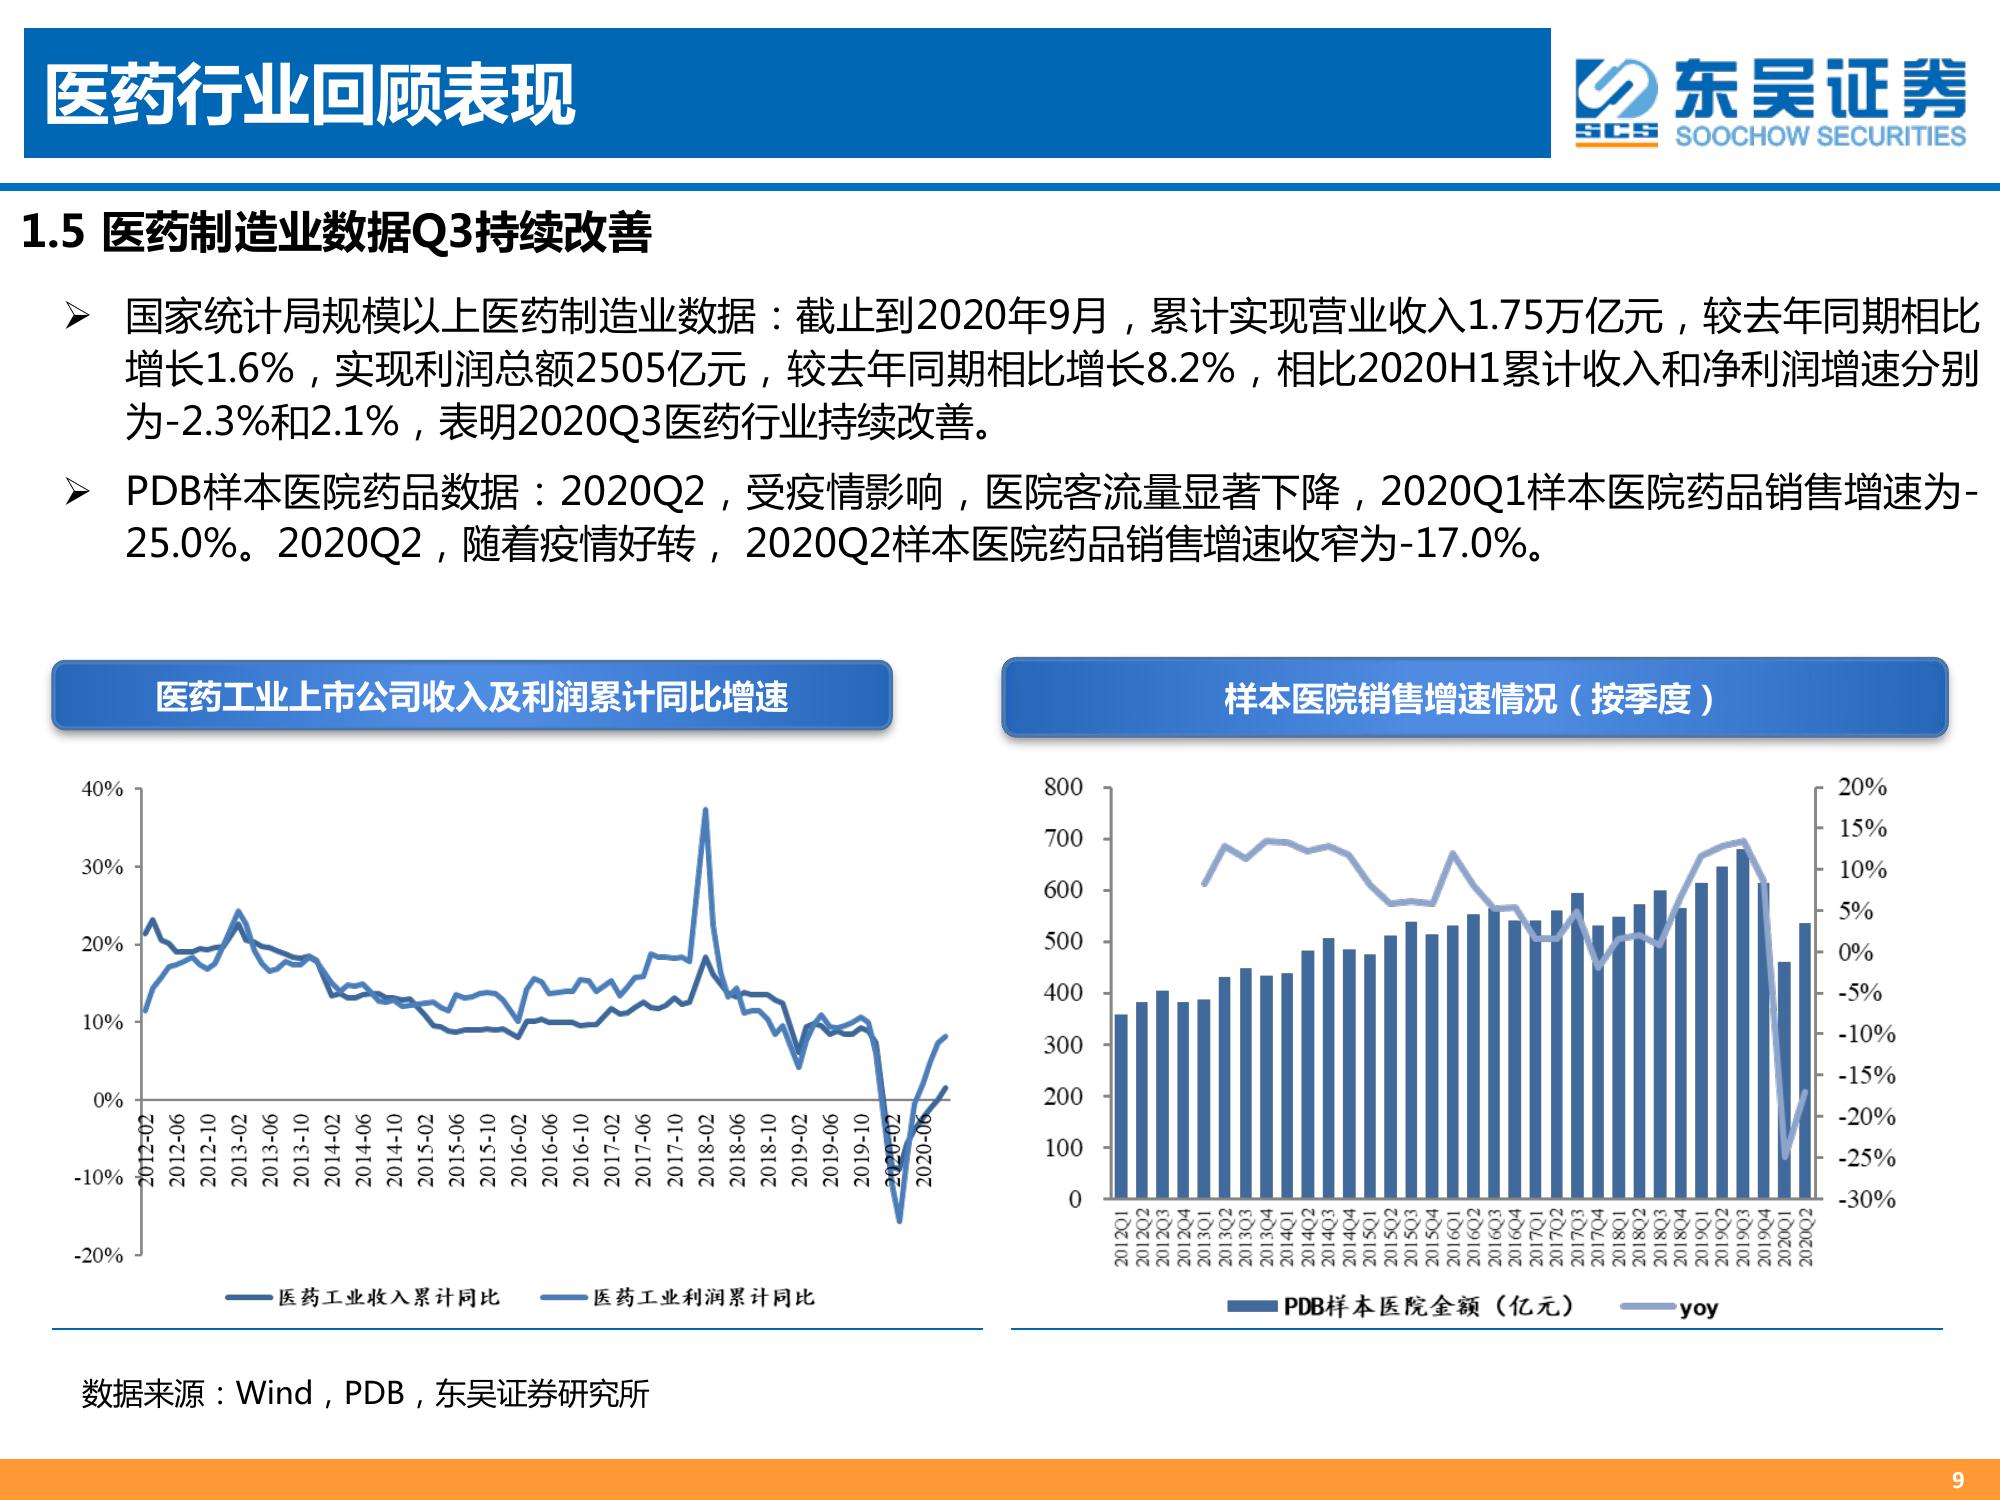 医药行业回顾表现
SCS
东吴证券
SOOCHOW SECURITIES
1.5 医药制造业数据Q3持续改善
国家统计局规模以上医药制造业数据：截止到2020年9月，累计实现营业收入1.75万亿元，较去年同期相比
增长1.6%，实现利润总额2505亿元，较去年同期相比增长8.2%，相比2020H1累计收入和净利润增速分别
为-2.3%和2.1%，表明2020Q3医药行业持续改善。
PDB样本医院药品数据：2020Q2，受疫情影响，医院客流量显著下降，2020Q1样本医院药品销售增速为-
25.0%。2020Q2，随着疫情好转， 2020Q2样本医院药品销售增速收窄为-17.0%。
医药工业上市公司收入及利润累计同比增速
40%
30%
20%
10%
0%
-10%
-20%
2012-02
2012-06
2012-10
2013-02
2013-06
2013-10
2014-02
2014-06
2014-10
2015-02
2015-06
2015-10
2016-02
2016-06
2016-10
2017-02
2017-06
2017-10
2018-02
2018-06
2018-10
2019-02
2019-06
2019-10
2020-02
2020-06
医药工业收入累计同比
医药工业利润累计同比
样本医院销售增速情况（按季度）
800
700
600
500
400
300
200
100
0
20%
15%
10%
5%
0%
-5%
-10%
-15%
-20%
-25%
-30%
2012Q1
2012Q2
2012Q3
2012Q4
2013Q1
2013Q2
2013Q3
2013Q4
2014Q1
2014Q2
2014Q3
2014Q4
2015Q1
2015Q2
2015Q3
2015Q4
2016Q1
2016Q2
2016Q3
2016Q4
2017Q1
2017Q2
2017Q3
2017Q4
2018Q1
2018Q2
2018Q3
2018Q4
2019Q1
2019Q2
2019Q3
2019Q4
2020Q1
2020Q2
PDB样本医院金额（亿元）
yoy
数据来源：Wind，PDB，东吴证券研究所
9